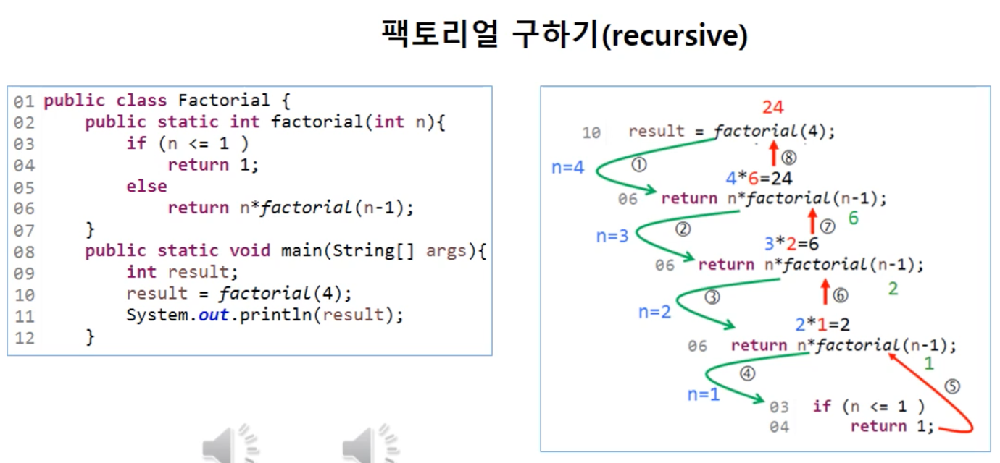 팩토리얼 구하기(recursive)
01 public class Factorial {
02 public static int factorial(int n){
03 if (n <= 1 )
04 return 1;
05 else
06 return n*factorial(n-1);
07 }
08 public static void main(String[] args){
09 int result;
10 result = factorial(4);
11 System.out.println(result);
12 }
24
10 result = factorial(4);
n=4 ① ⑧
4*6=24
06 return n*factorial(n-1);
n=3 ② ⑦ 6
3*2=6
06 return n*factorial(n-1);
n=2 ③ ⑥ 2
2*1=2
06 return n*factorial(n-1);
n=1 ④ 1 ⑤
03 if (n <= 1 )
04 return 1;